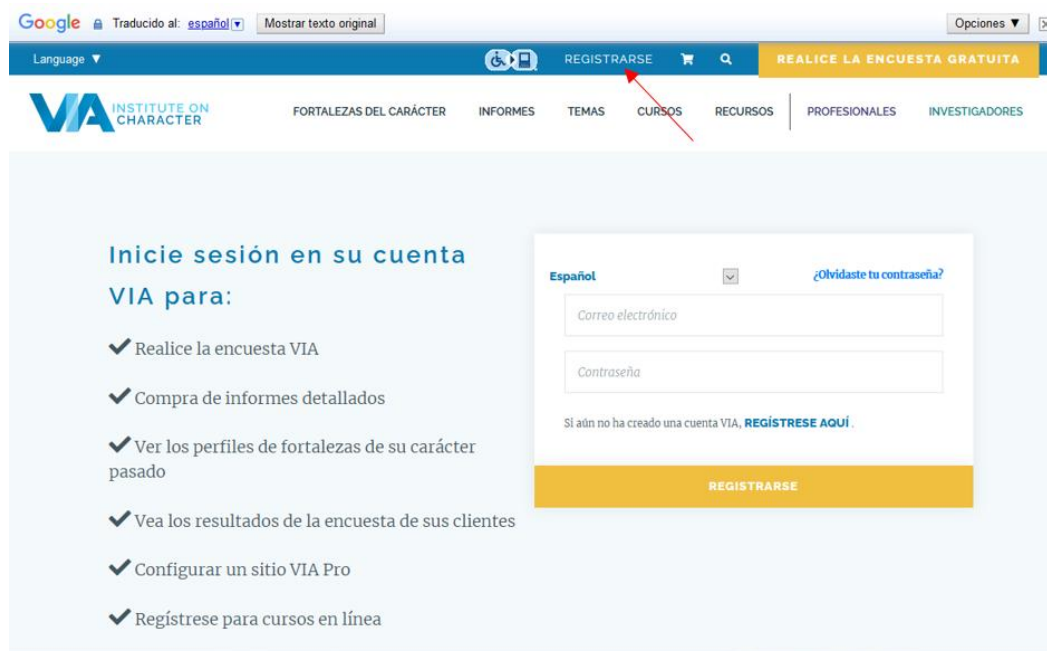 Google Traducido al: español Mostrar texto original Opciones ▼
Language ▼ REGISTRARSE REALICE LA ENCUESTA GRATUITA
VIA INSTITUTE ON CHARACTER
FORTALEZAS DEL CARÁCTER INFORMES TEMAS CURSOS RECURSOS PROFESIONALES INVESTIGADORES
Inicie sesión en su cuenta
VIA para:
Realice la encuesta VIA
Compra de informes detallados
Ver los perfiles de fortalezas de su carácter
pasado
Vea los resultados de la encuesta de sus clientes
Configurar un sitio VIA Pro
Regístrese para cursos en línea
Español ¿Olvidaste tu contraseña?
Correo electrónico
Contraseña
Si aún no ha creado una cuenta VIA, REGÍSTRESE AQUÍ .
REGISTRARSE